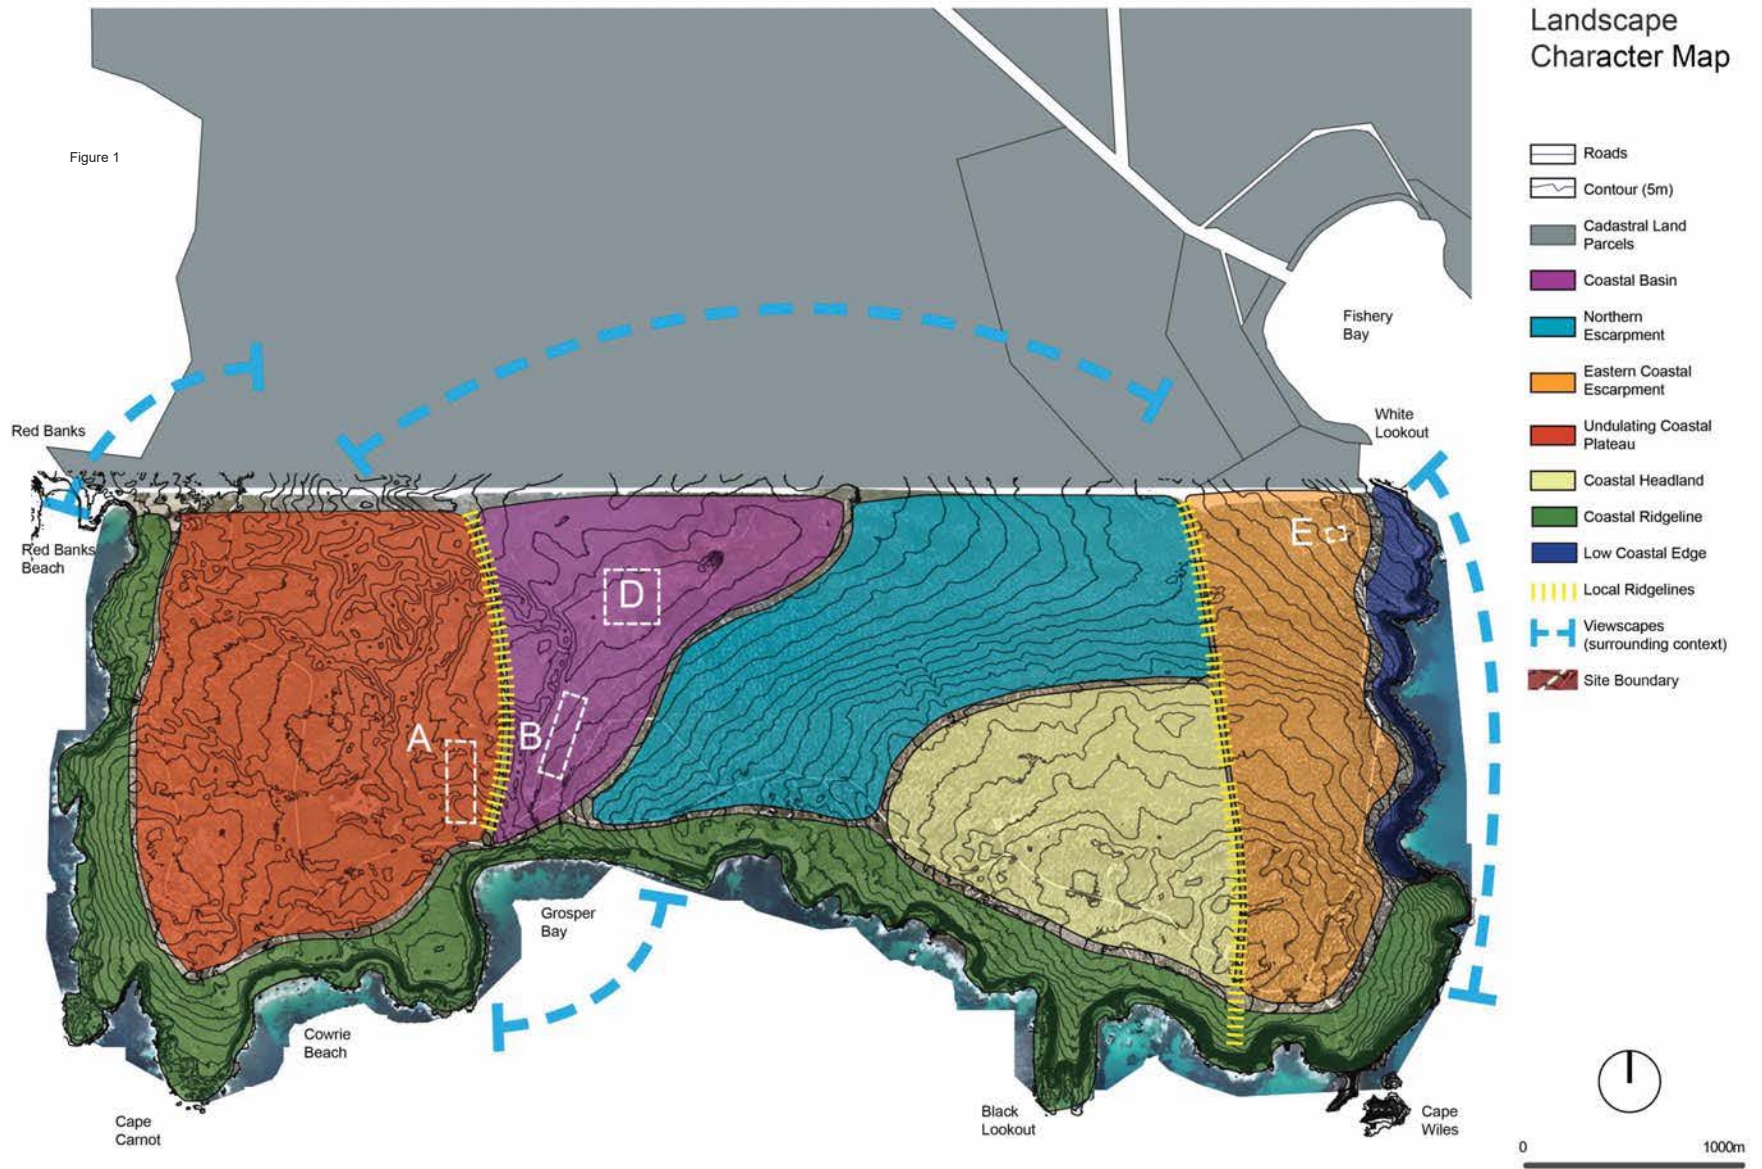 Landscape
Character Map
Figure 1
Roads
Contour (5m)
Cadastral Land
Parcels
Coastal Basin
Northern
Escarpment
Eastern Coastal
Escarpment
Undulating Coastal
Plateau
Coastal Headland
Coastal Ridgeline
Low Coastal Edge
Local Ridgelines
Viewscapes
(surrounding context)
Site Boundary
Fishery
Bay
White
Lookout
Red Banks
Red Banks
Beach
E
D
A
B
Grosper
Bay
Cowrie
Beach
Cape
Carnot
Black
Lookout
Cape
Wiles
0 1000m